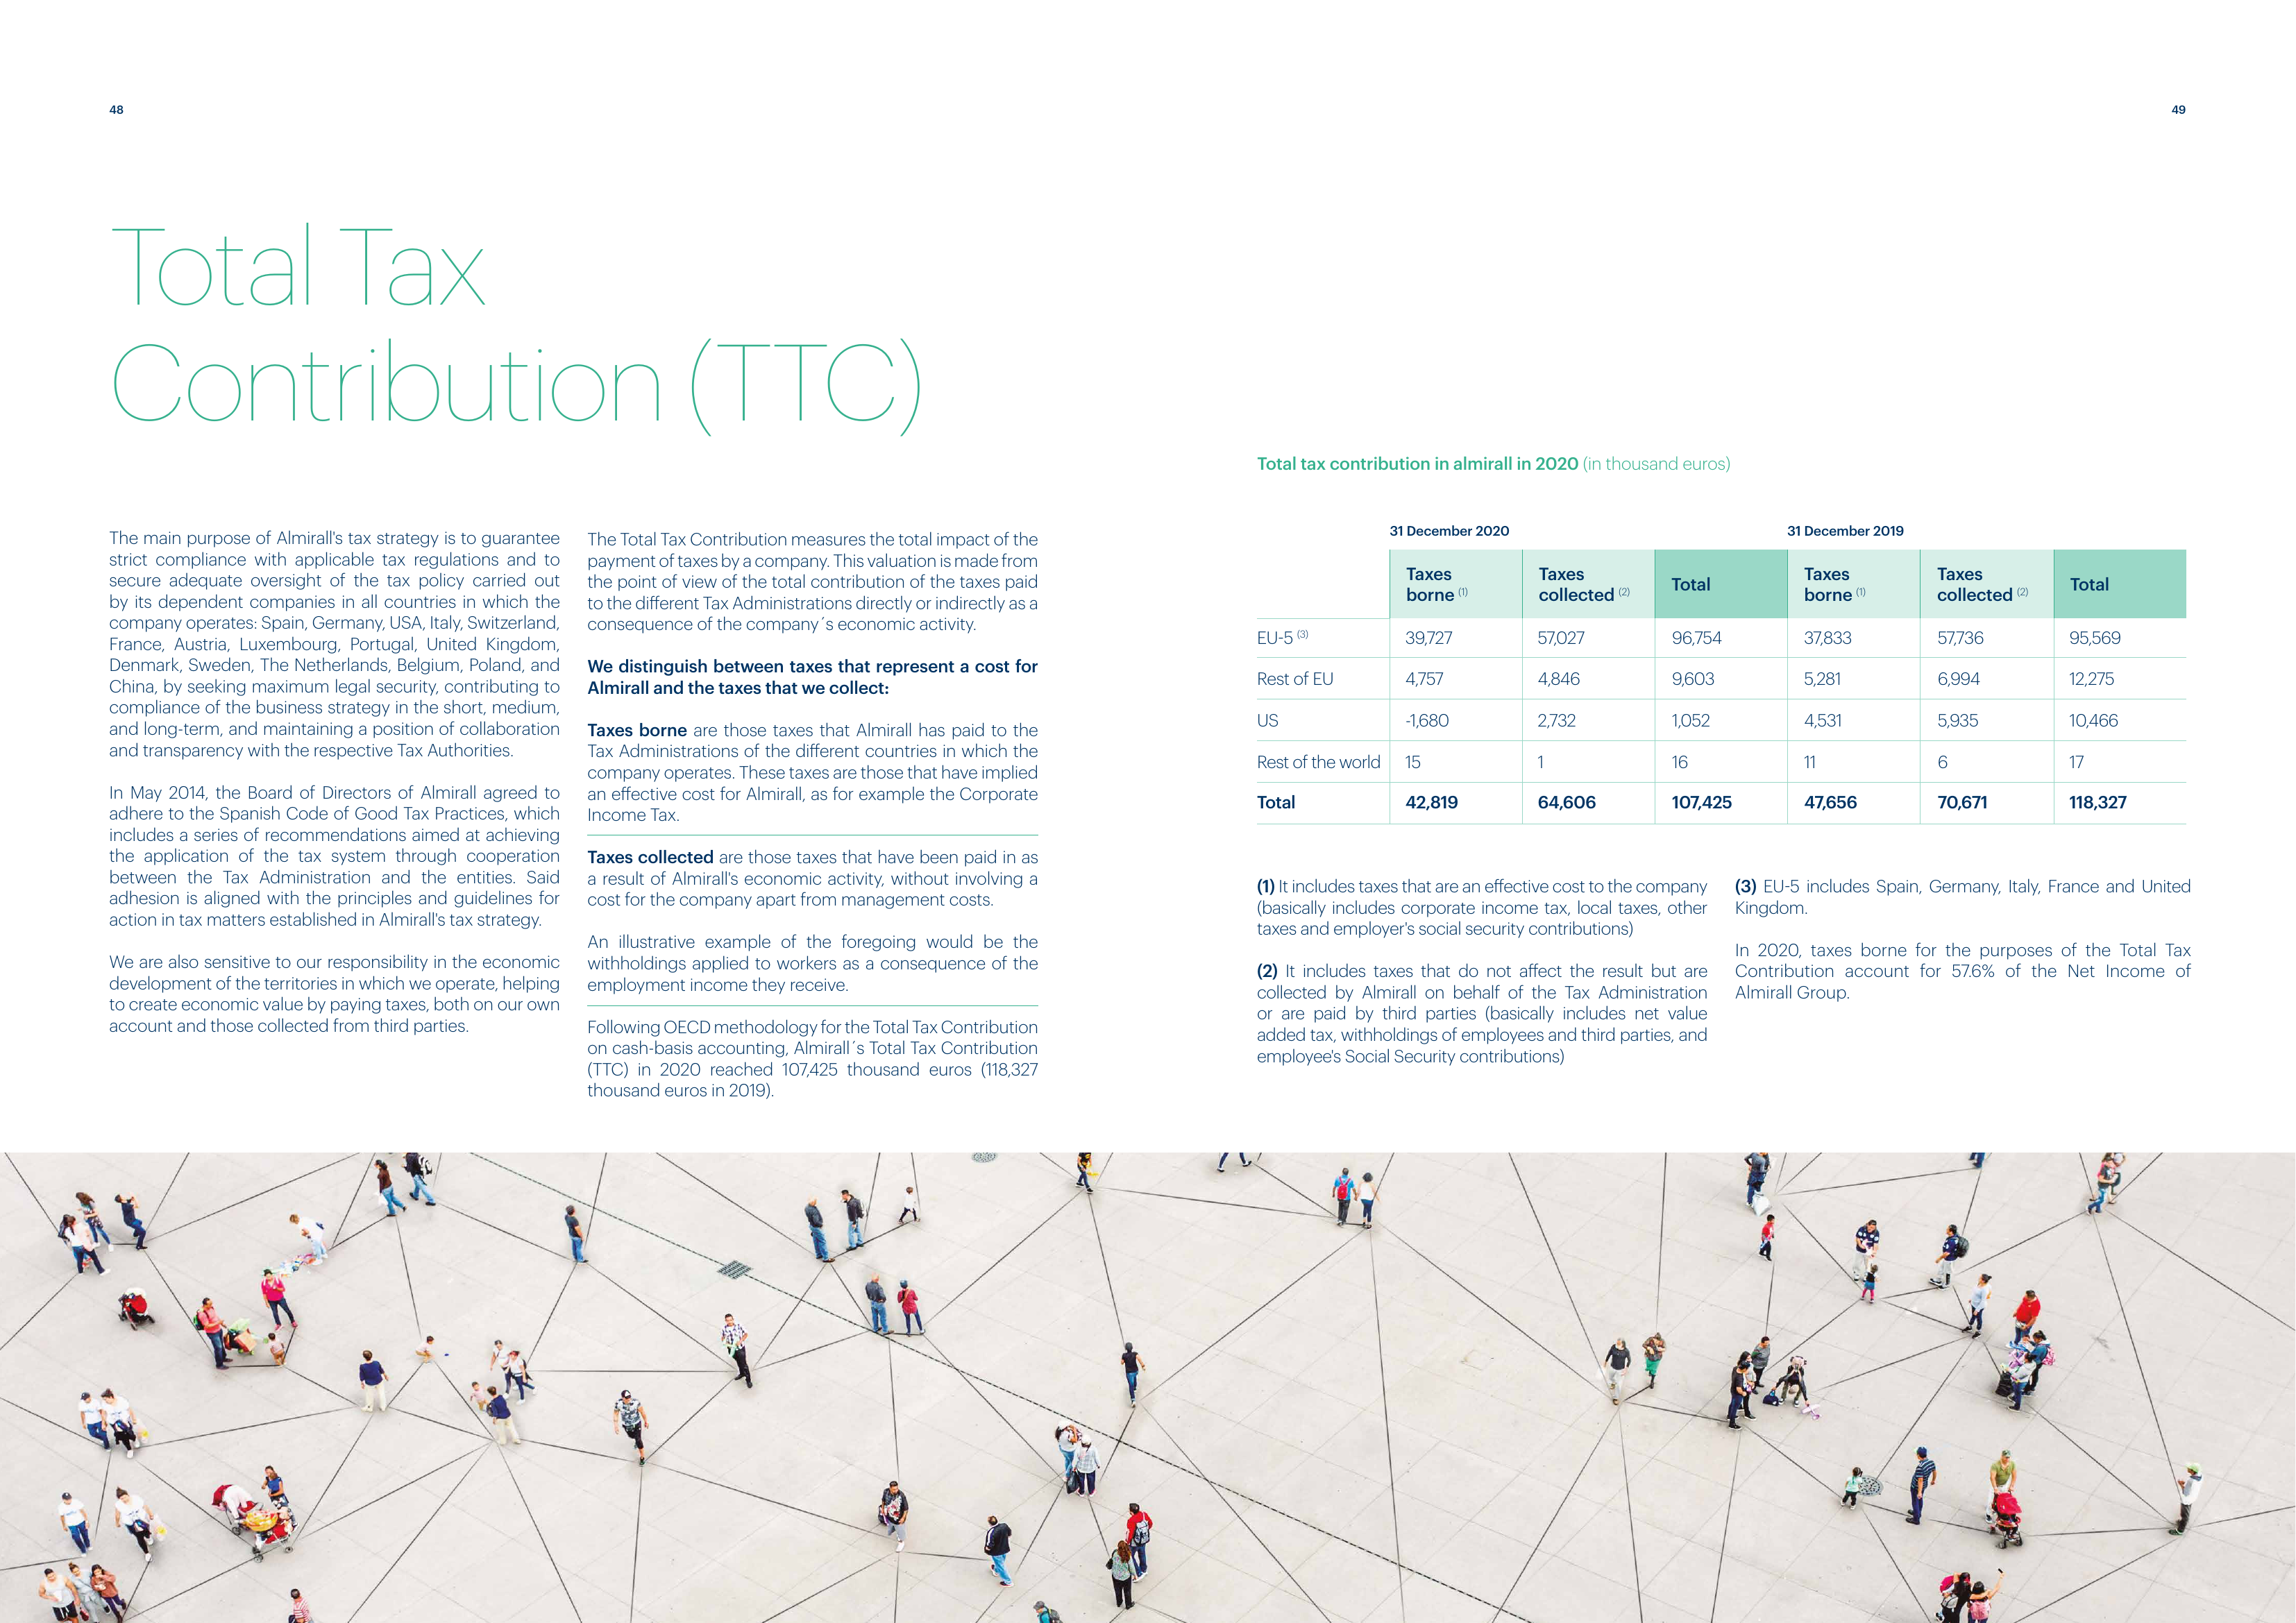 48
49
Total Tax
Contribution (TTC)
The main purpose of Almirall's tax strategy is to guarantee
strict compliance with applicable tax regulations and to
secure adequate oversight of the tax policy carried out
by its dependent companies in all countries in which the
company operates: Spain, Germany, USA, Italy, Switzerland,
France, Austria, Luxembourg, Portugal, United Kingdom,
Denmark, Sweden, The Netherlands, Belgium, Poland, and
China, by seeking maximum legal security, contributing to
compliance of the business strategy in the short, medium,
and long-term, and maintaining a position of collaboration
and transparency with the respective Tax Authorities.
In May 2014, the Board of Directors of Almirall agreed to
adhere to the Spanish Code of Good Tax Practices, which
includes a series of recommendations aimed at achieving
the application of the tax system through cooperation
between the Tax Administration and the entities. Said
adhesion is aligned with the principles and guidelines for
action in tax matters established in Almirall's tax strategy.
We are also sensitive to our responsibility in the economic
development of the territories in which we operate, helping
to create economic value by paying taxes, both on our own
account and those collected from third parties.
The Total Tax Contribution measures the total impact of the
payment of taxes by a company. This valuation is made from
the point of view of the total contribution of the taxes paid
to the different Tax Administrations directly or indirectly as a
consequence of the company´s economic activity.
We distinguish between taxes that represent a cost for
Almirall and the taxes that we collect:
Taxes borne are those taxes that Almirall has paid to the
Tax Administrations of the different countries in which the
company operates. These taxes are those that have implied
an effective cost for Almirall, as for example the Corporate
Income Tax.
Taxes collected are those taxes that have been paid in as
a result of Almirall's economic activity, without involving a
cost for the company apart from management costs.
An illustrative example of the foregoing would be the
withholdings applied to workers as a consequence of the
employment income they receive.
Following OECD methodology for the Total Tax Contribution
on cash-basis accounting, Almirall´s Total Tax Contribution
(TTC) in 2020 reached 107,425 thousand euros (118,327
thousand euros in 2019).
Total tax contribution in almirall in 2020 (in thousand euros)
31 December 2020 31 December 2019
Taxes borne (1) Taxes collected (2) Total Taxes borne (1) Taxes collected (2) Total
EU-5 (3) 39,727 57,027 96,754 37,833 57,736 95,569
Rest of EU 4,757 4,846 9,603 5,281 6,994 12,275
US -1,680 2,732 1,052 4,531 5,935 10,466
Rest of the world 15 1 16 11 6 17
Total 42,819 64,606 107,425 47,656 70,671 118,327
(1) It includes taxes that are an effective cost to the company
(basically includes corporate income tax, local taxes, other
taxes and employer's social security contributions)
(2) It includes taxes that do not affect the result but are
collected by Almirall on behalf of the Tax Administration
or are paid by third parties (basically includes net value
added tax, withholdings of employees and third parties, and
employee's Social Security contributions)
(3) EU-5 includes Spain, Germany, Italy, France and United
Kingdom.
In 2020, taxes borne for the purposes of the Total Tax
Contribution account for 57.6% of the Net Income of
Almirall Group.